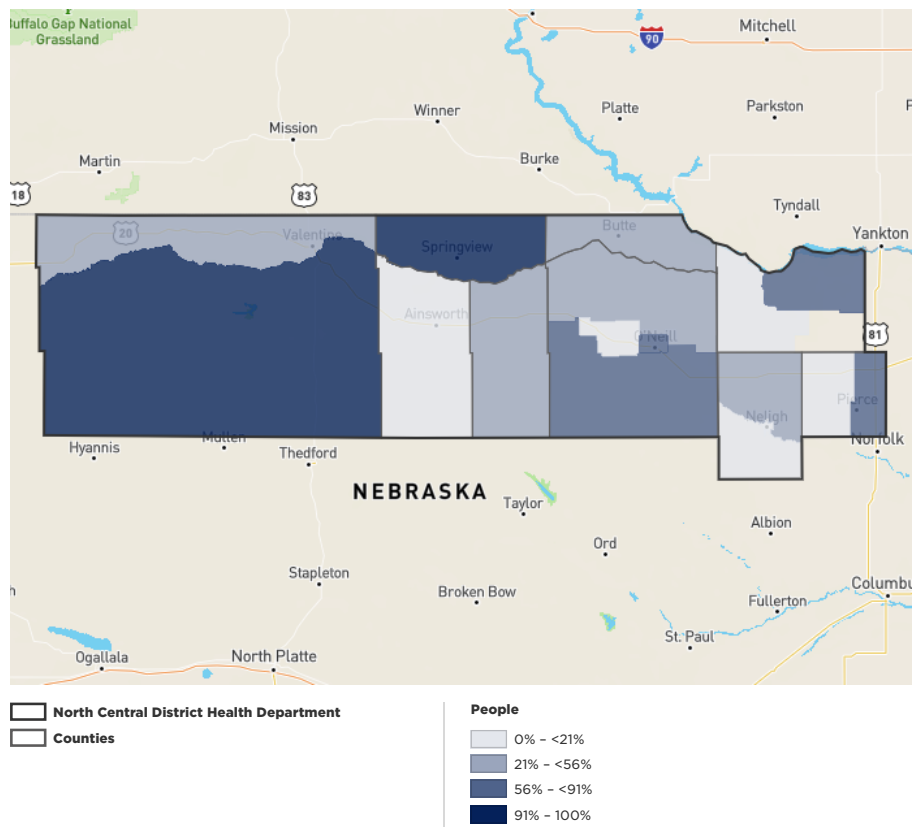 Buffalo Gap National
Grassland
90
Mitchell
Winner
Platte
Parkston
Mission
Martin
Burke
18
83
Tyndall
20
Valentine
Springview
Butte
Yankton
Ainsworth
O'Neill
81
Neligh
Pierce
Hyannis
Mullen
Thedford
Norfolk
NEBRASKA
Taylor
Albion
Ord
Stapleton
Broken Bow
Fullerton
Columbu
St. Paul
Ogallala
North Platte
North Central District Health Department
Counties
People
0% – <21%
21% – <56%
56% – <91%
91% – 100%